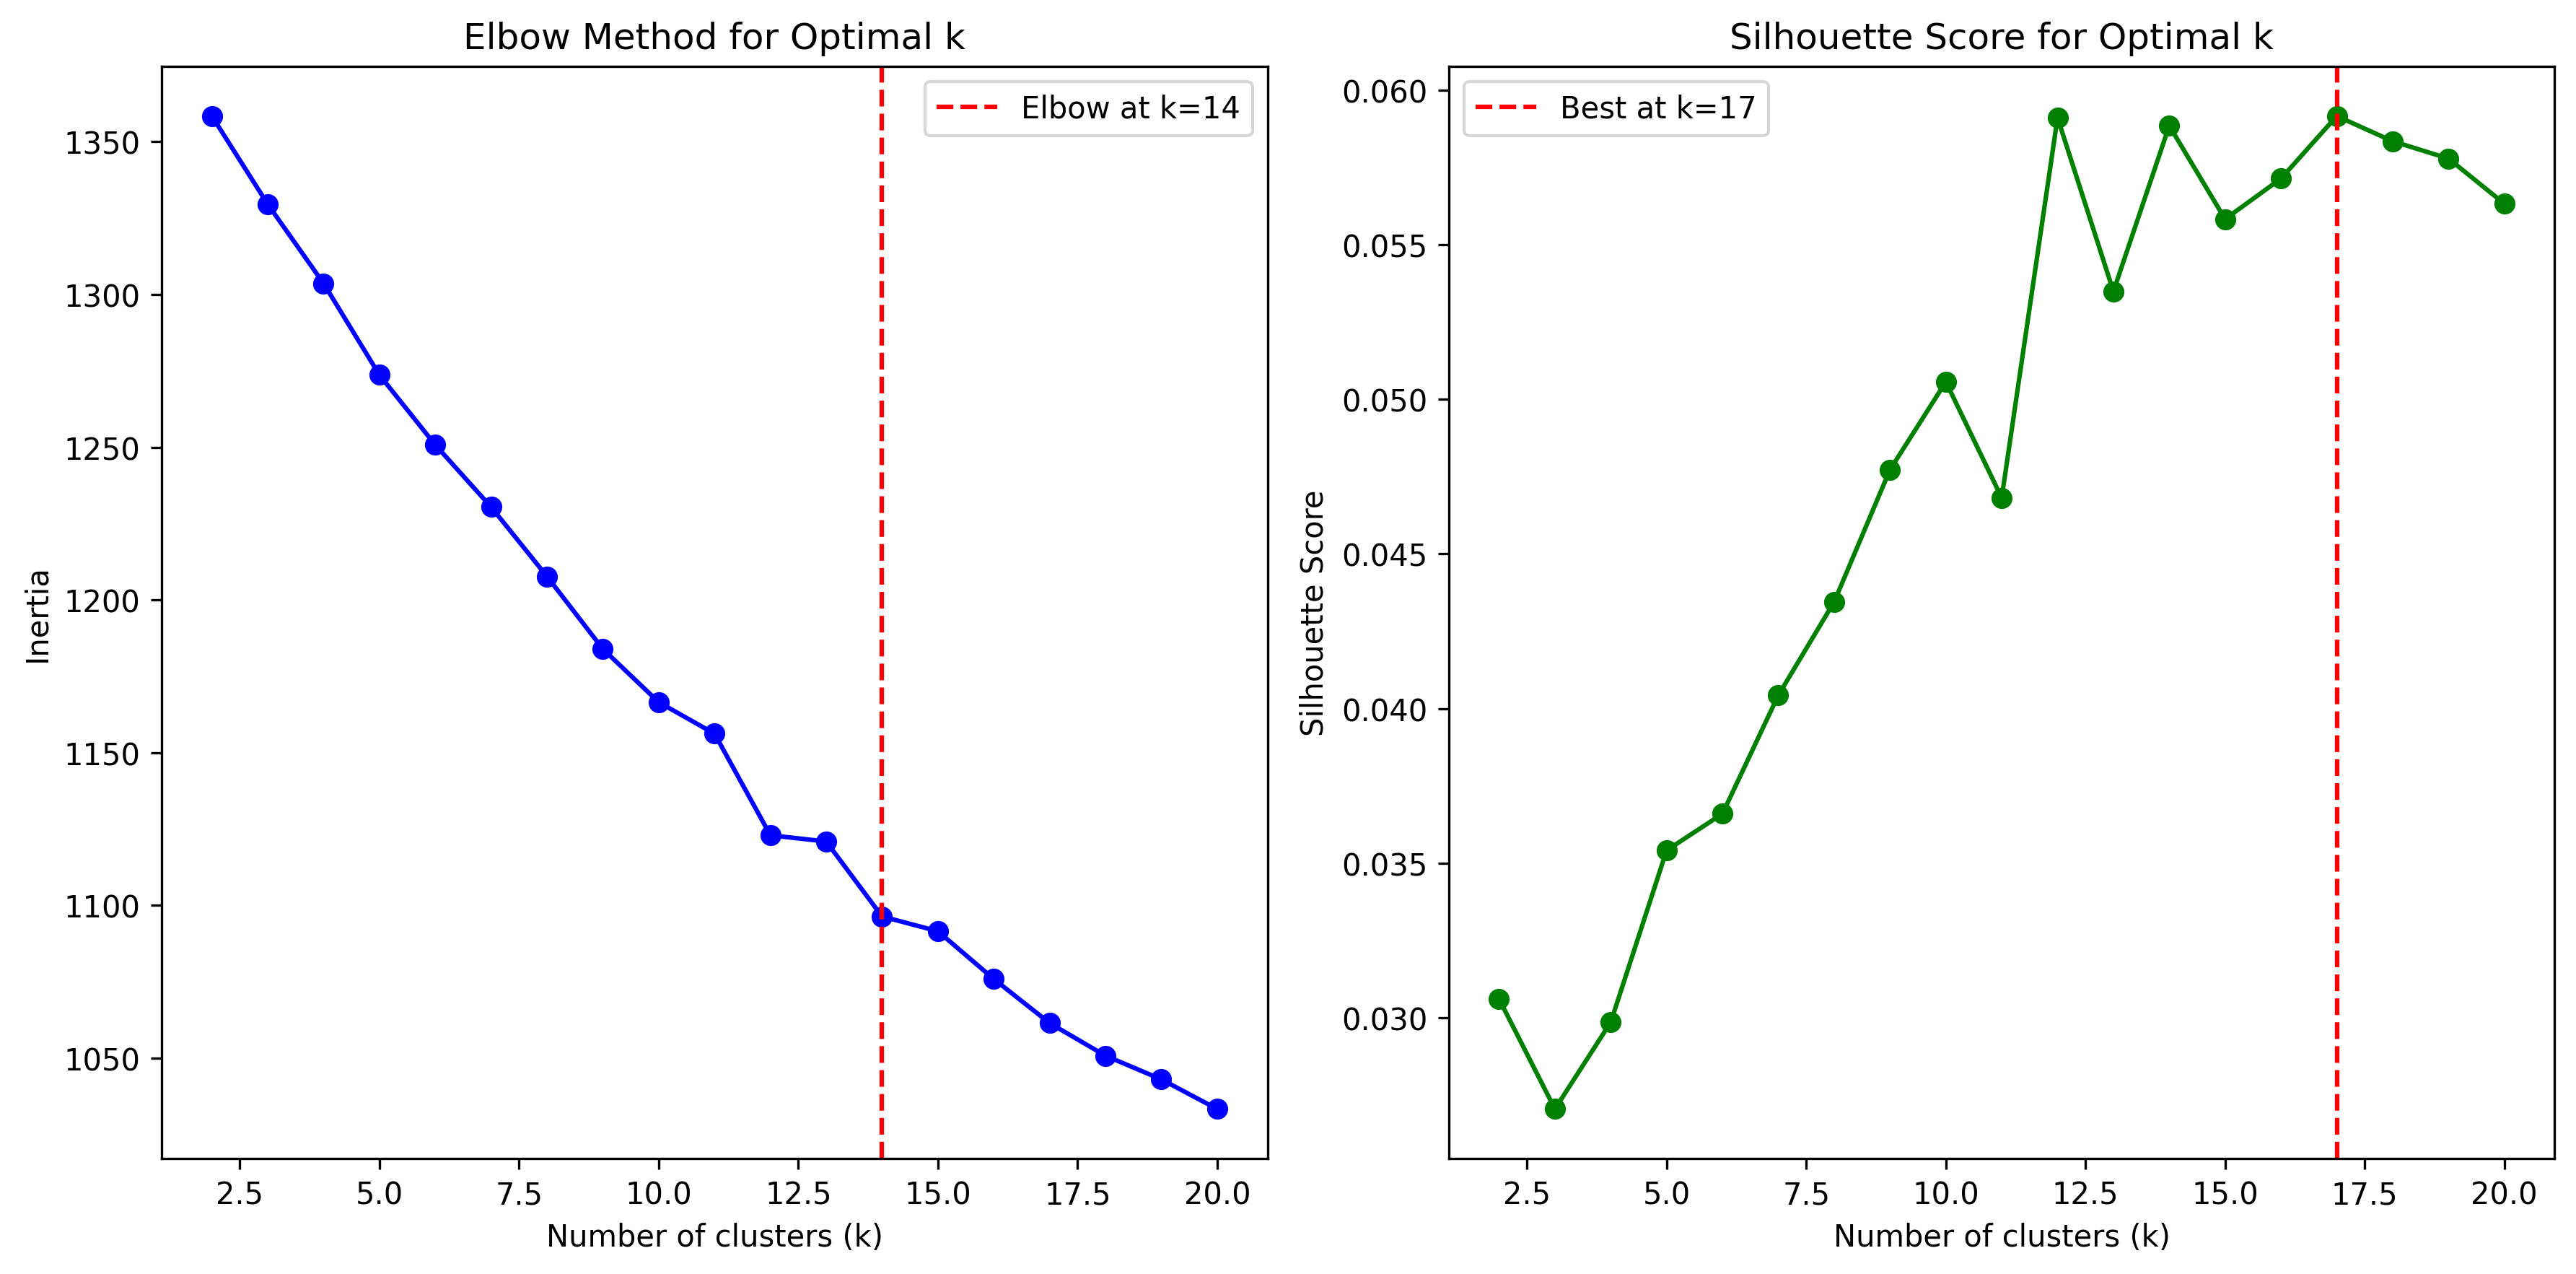 Elbow Method for Optimal k
Elbow at k=14
1350
1300
1250
1200
1150
1100
1050
Inertia
2.5 5.0 7.5 10.0 12.5 15.0 17.5 20.0
Number of clusters (k)
Silhouette Score for Optimal k
Best at k=17
0.060
0.055
0.050
0.045
0.040
0.035
0.030
Silhouette Score
2.5 5.0 7.5 10.0 12.5 15.0 17.5 20.0
Number of clusters (k)